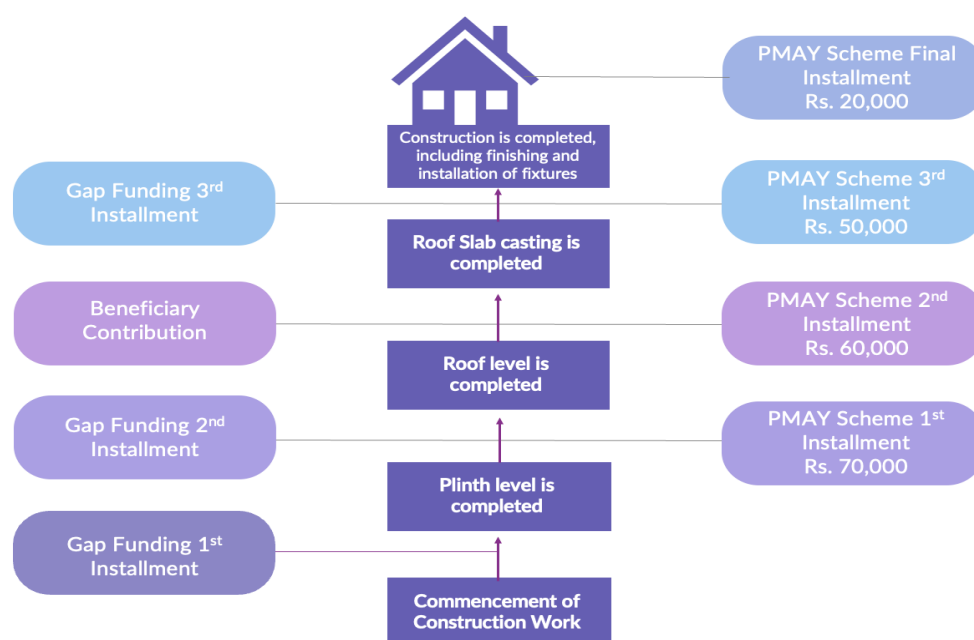 PMAY Scheme Final
Installment
Rs. 20,000
Construction is completed,
including finishing and
installation of fixtures
Gap Funding 3rd
Installment
PMAY Scheme 3rd
Installment
Rs. 50,000
Roof Slab casting is
completed
Beneficiary
Contribution
PMAY Scheme 2nd
Installment
Rs. 60,000
Roof level is
completed
Gap Funding 2nd
Installment
PMAY Scheme 1st
Installment
Rs. 70,000
Plinth level is
completed
Gap Funding 1st
Installment
Commencement of
Construction Work